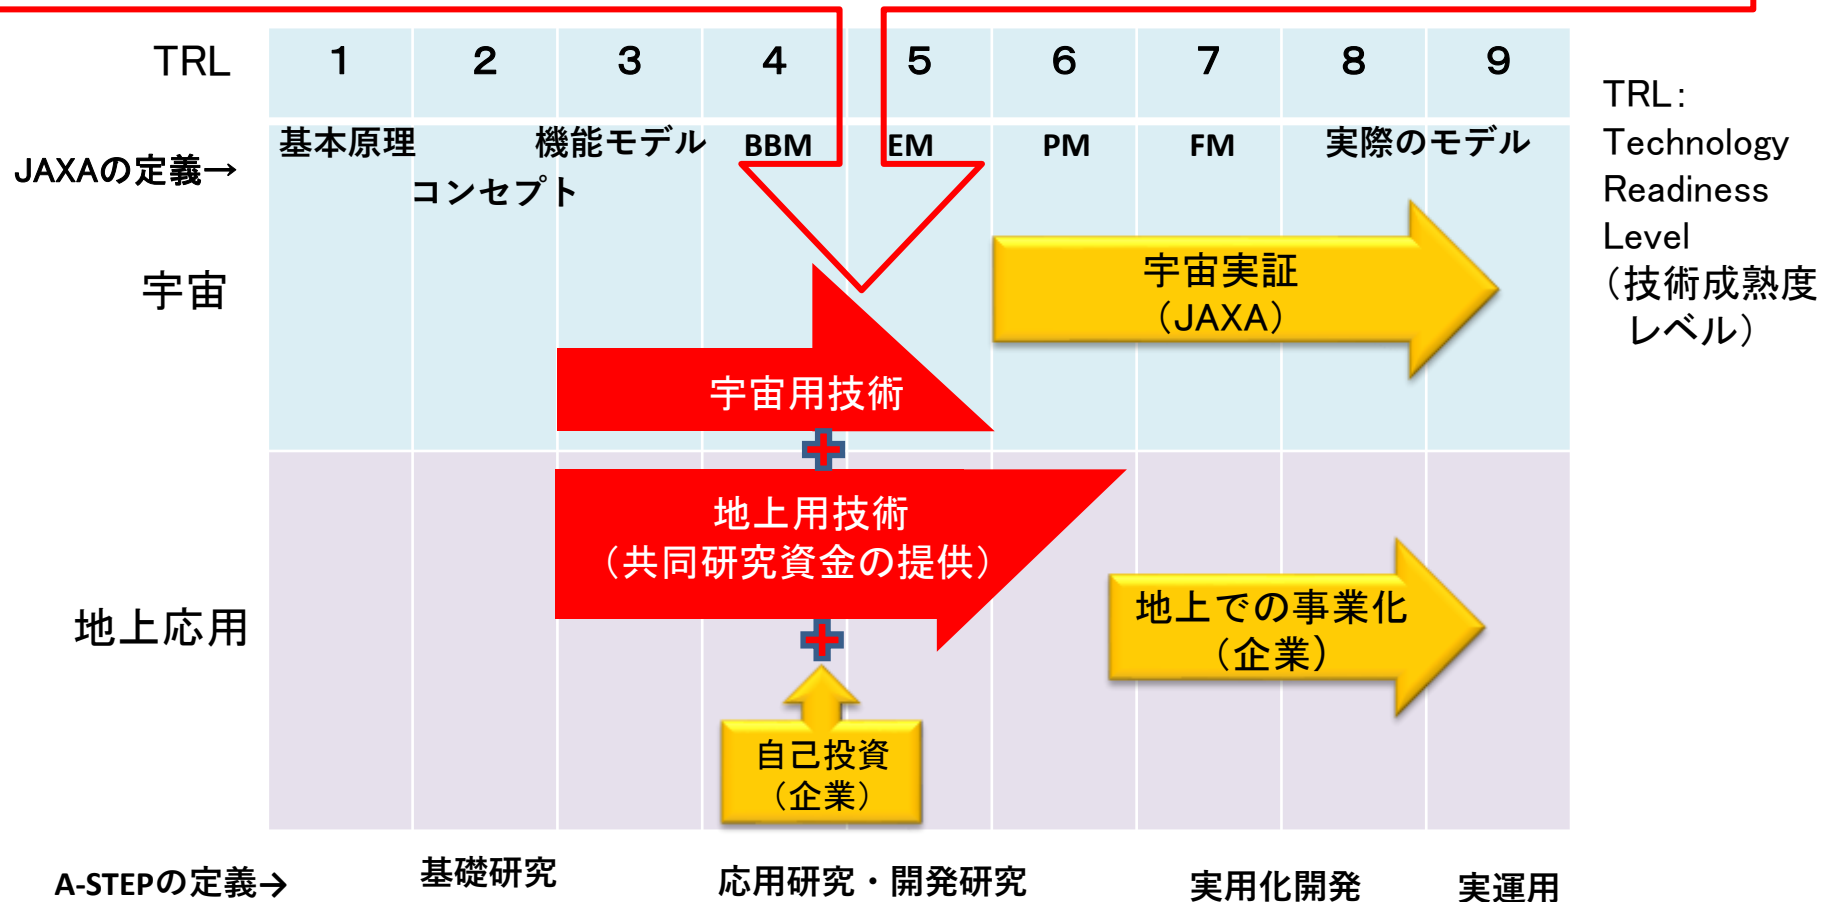 TRL 1 2 3 4 5 6 7 8 9
JAXAの定義→ 基本原理 機能モデル BBM EM PM FM 実際のモデル
コンセプト
TRL:
Technology
Readiness
Level
（技術成熟度
レベル）
宇宙
宇宙実証
（JAXA）
宇宙用技術
地上用技術
（共同研究資金の提供）
地上応用
地上での事業化
（企業）
自己投資
（企業）
A-STEPの定義→ 基礎研究 応用研究・開発研究 実用化開発 実運用